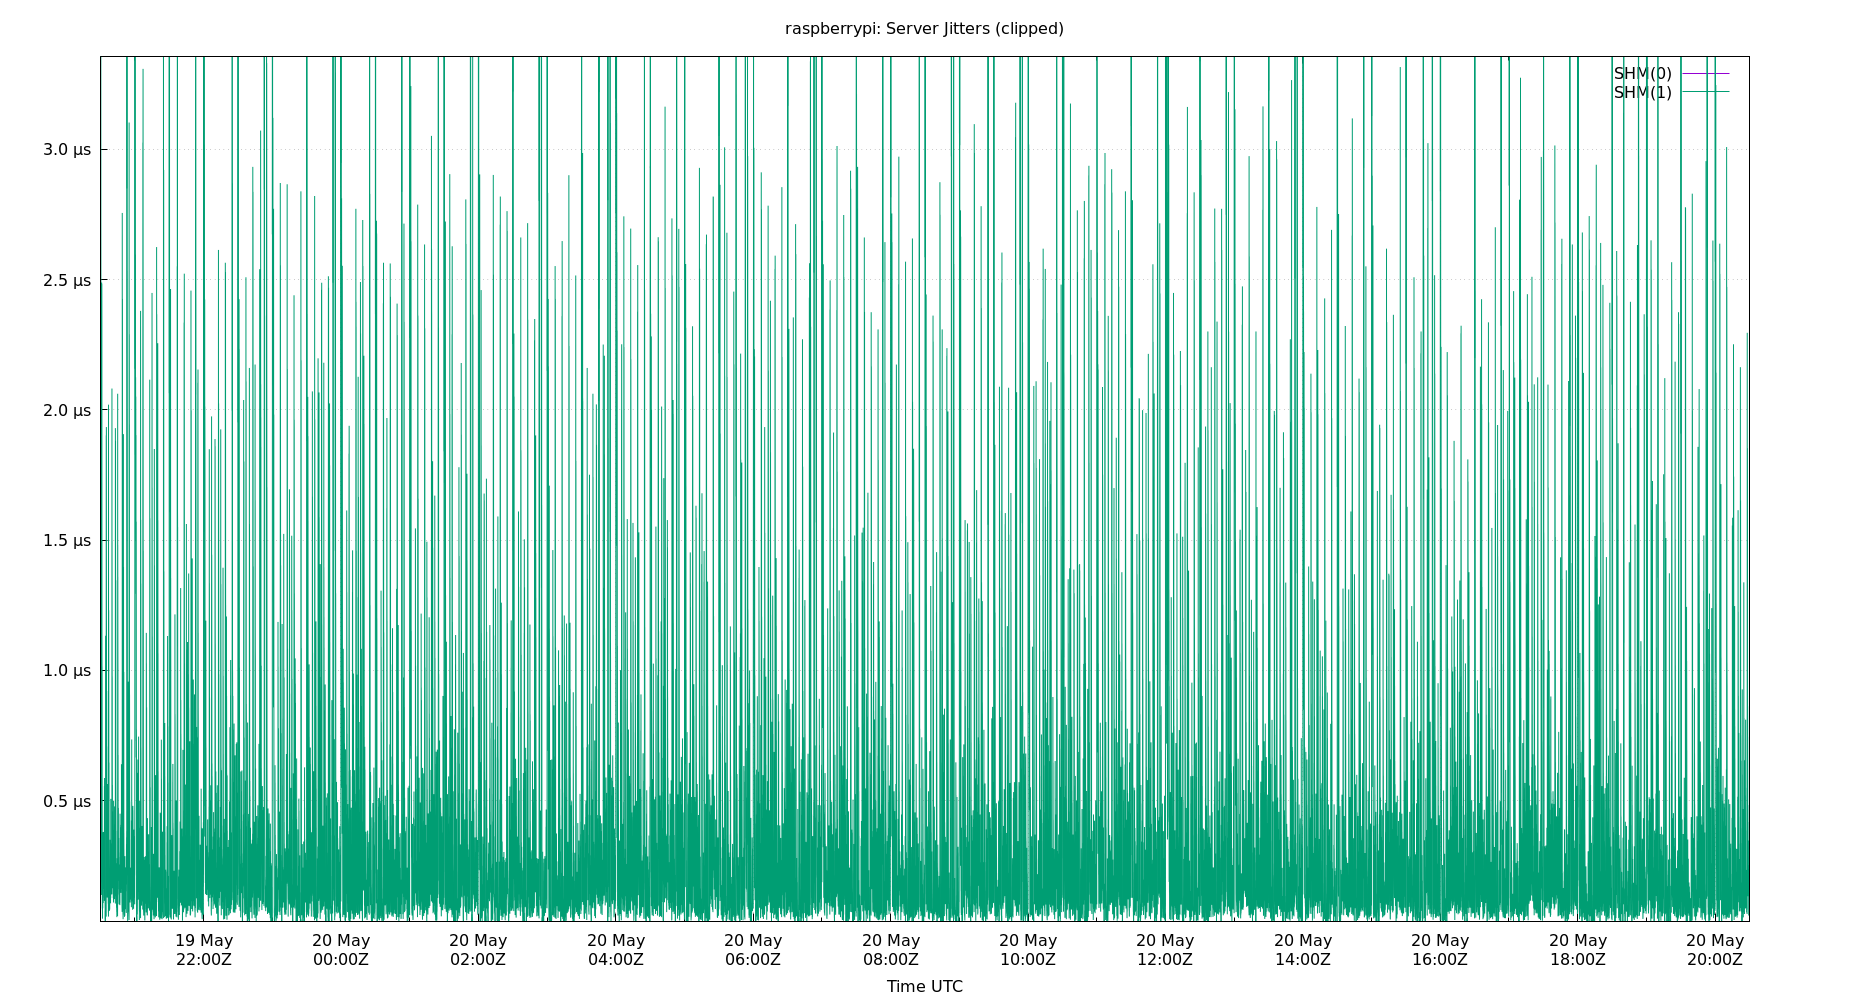 raspberrypi: Server Jitters (clipped)
SHM(0)
SHM(1)
3.0 µs
2.5 µs
2.0 µs
1.5 µs
1.0 µs
0.5 µs
19 May 20 May 20 May 20 May 20 May 20 May 20 May 20 May 20 May 20 May 20 May 20 May
22:00Z 00:00Z 02:00Z 04:00Z 06:00Z 08:00Z 10:00Z 12:00Z 14:00Z 16:00Z 18:00Z 20:00Z
Time UTC